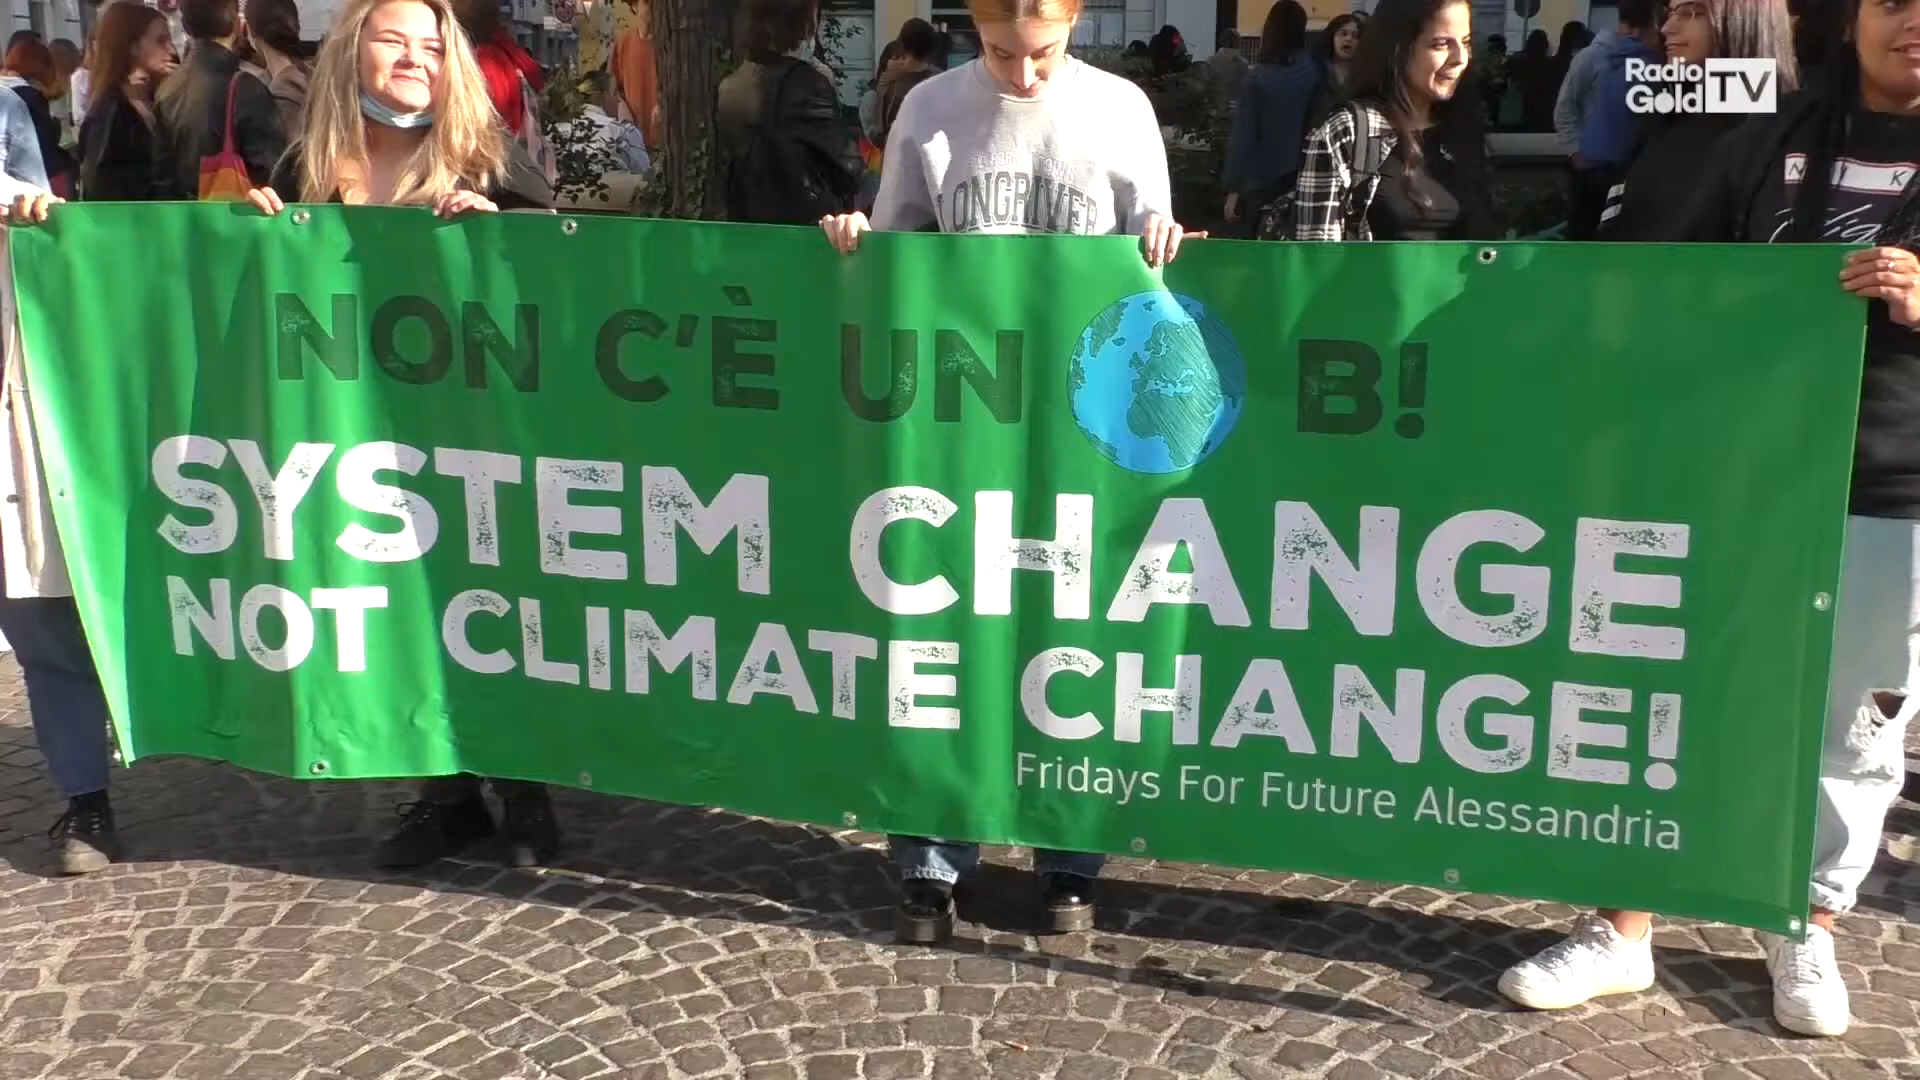 Radio
Gold TV
LONGRIVER
NON C'È UN B!
SYSTEM CHANGE
NOT CLIMATE CHANGE!
Fridays For Future Alessandria